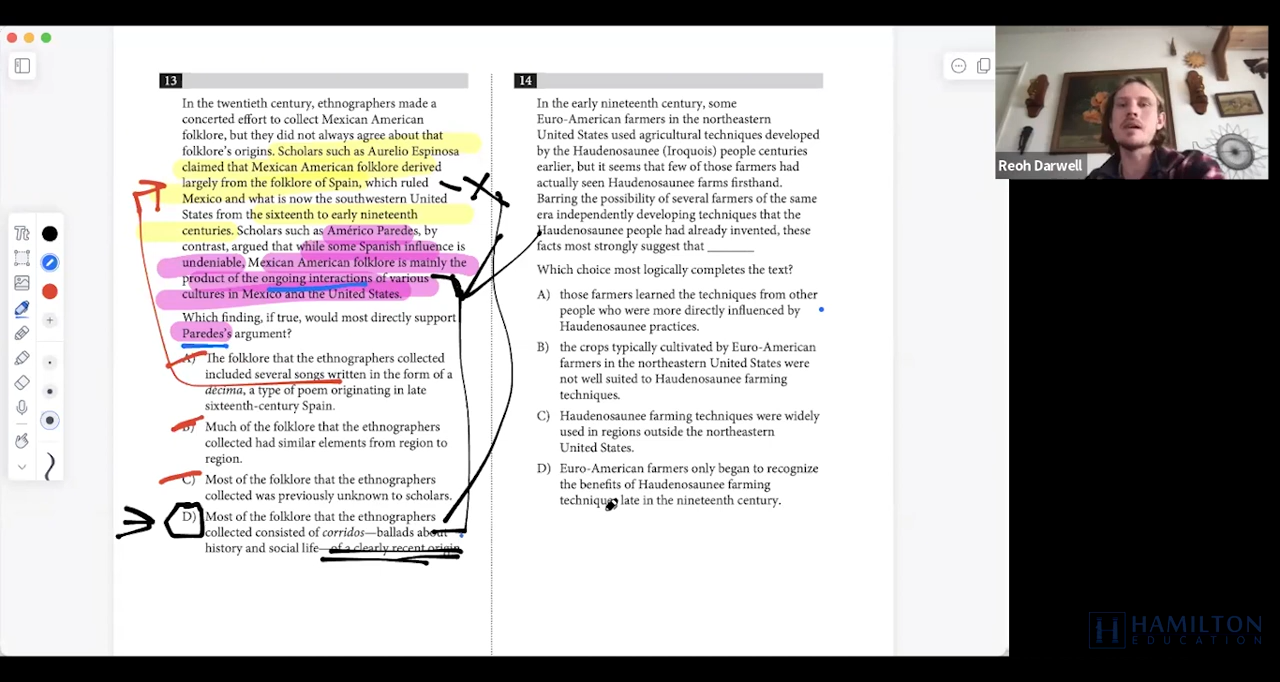 13
In the twentieth century, ethnographers made a
concerted effort to collect Mexican American
folklore, but they did not always agree about that
folklore's origins. Scholars such as Aurelio Espinosa
claimed that Mexican American folklore derived
largely from the folklore of Spain, which ruled
Mexico and what is now the southwestern United
States from the sixteenth to early nineteenth
centuries. Scholars such as Américo Paredes, by
contrast, argued that while some Spanish influence is
undeniable, Mexican American folklore is mainly the
product of the ongoing interactions of various
cultures in Mexico and the United States.
Which finding, if true, would most directly support
Paredes's argument?
A) The folklore that the ethnographers collected
included several songs written in the form of a
décima, a type of poem originating in late
sixteenth-century Spain.
B) Much of the folklore that the ethnographers
collected had similar elements from region to
region.
C) Most of the folklore that the ethnographers
collected was previously unknown to scholars.
D) Most of the folklore that the ethnographers
collected consisted of corridos—ballads about
history and social life—of a clearly recent origin.
14
In the early nineteenth century, some
Euro-American farmers in the northeastern
United States used agricultural techniques developed
by the Haudenosaunee (Iroquois) people centuries
earlier, but it seems that few of those farmers had
actually seen Haudenosaunee farms firsthand.
Barring the possibility of several farmers of the same
era independently developing techniques that the
Haudenosaunee people had already invented, these
facts most strongly suggest that ______
Which choice most logically completes the text?
A) those farmers learned the techniques from other
people who were more directly influenced by
Haudenosaunee practices.
B) the crops typically cultivated by Euro-American
farmers in the northeastern United States were
not well suited to Haudenosaunee farming
techniques.
C) Haudenosaunee farming techniques were widely
used in regions outside the northeastern
United States.
D) Euro-American farmers only began to recognize
the benefits of Haudenosaunee farming
techniques late in the nineteenth century.
Reoh Darwell
HAMILTON
EDUCATION